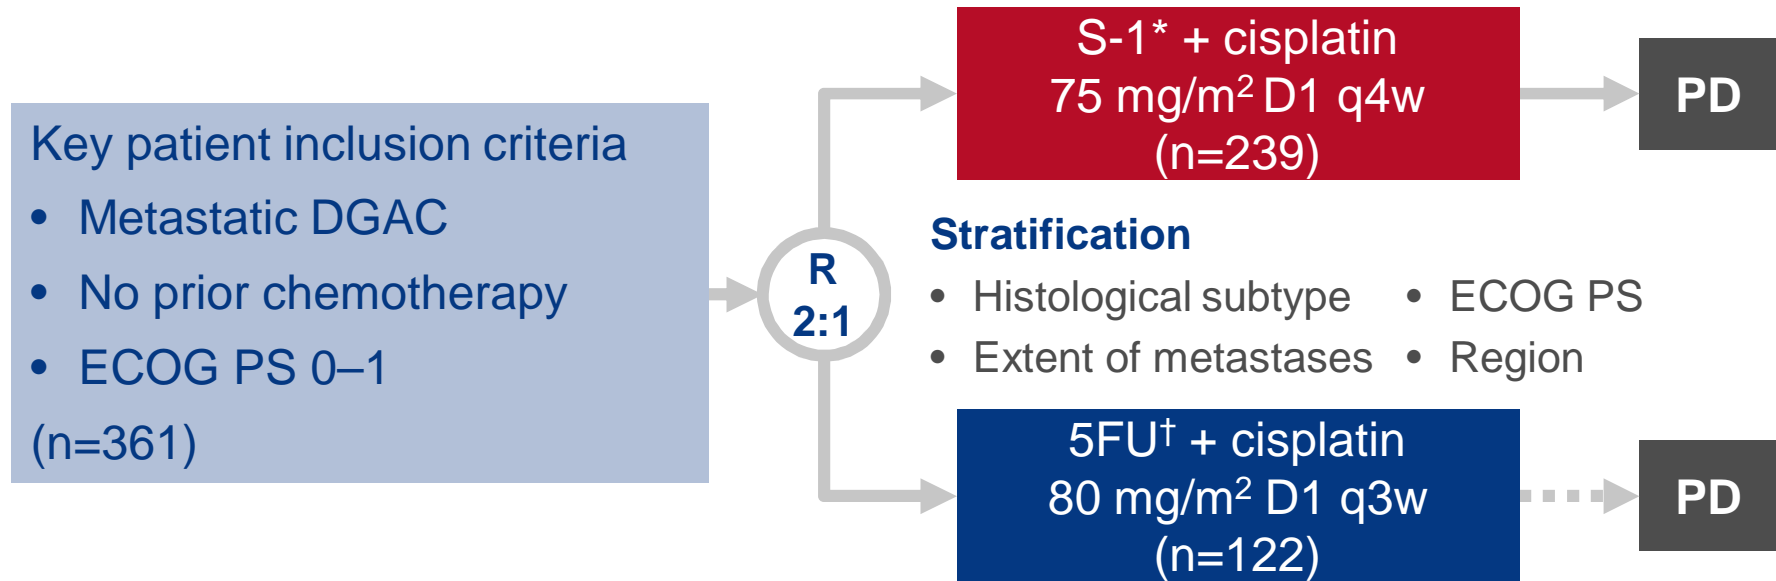 Key patient inclusion criteria
• Metastatic DGAC
• No prior chemotherapy
• ECOG PS 0–1
(n=361)
R
2:1
S-1* + cisplatin
75 mg/m² D1 q4w
(n=239)
PD
Stratification
• Histological subtype • ECOG PS
• Extent of metastases • Region
5FU† + cisplatin
80 mg/m² D1 q3w
(n=122)
PD